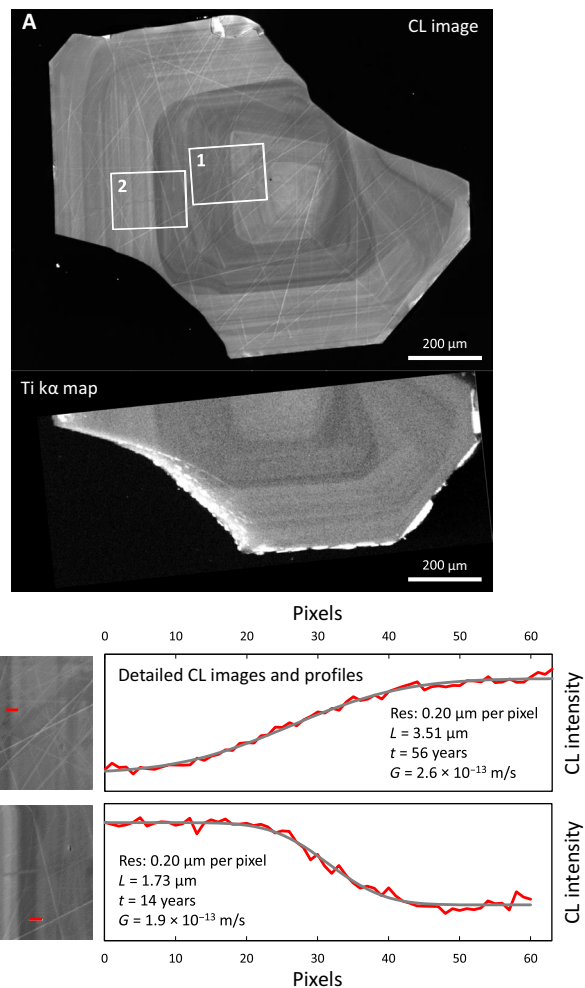 A
CL image
1
2
200 µm
Ti kα map
200 µm
Pixels
0 10 20 30 40 50 60
Detailed CL images and profiles
Res: 0.20 µm per pixel
L = 3.51 µm
t = 56 years
G = 2.6 × 10⁻¹³ m/s
CL intensity
Res: 0.20 µm per pixel
L = 1.73 µm
t = 14 years
G = 1.9 × 10⁻¹³ m/s
CL intensity
0 10 20 30 40 50 60
Pixels